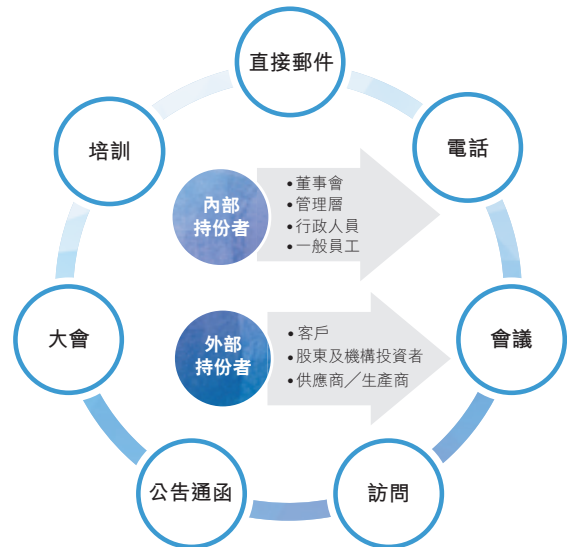 直接郵件
培訓
電話
內部
持份者
•董事會
•管理層
•行政人員
•一般員工
大會
會議
外部
持份者
•客戶
•股東及機構投資者
•供應商／生產商
公告通函
訪問